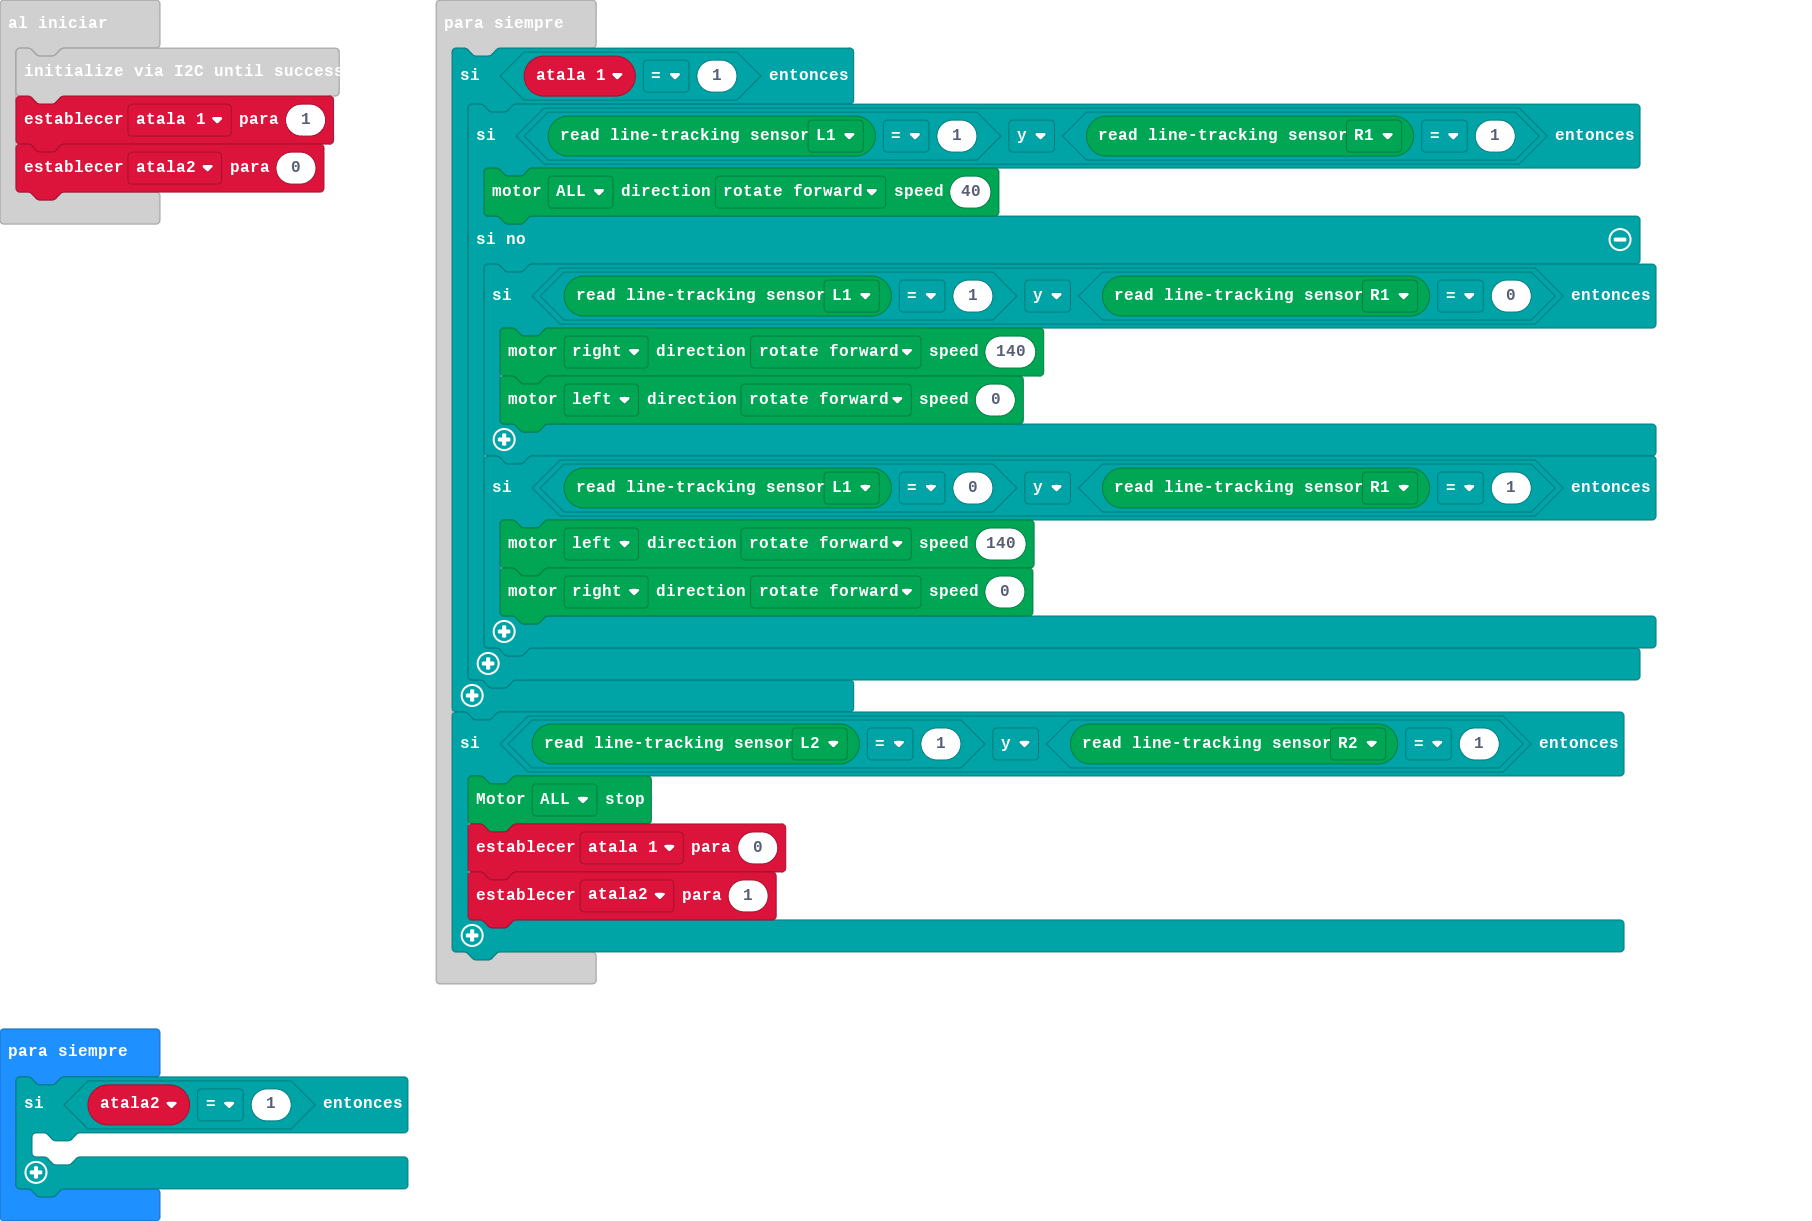 al iniciar
initialize via I2C until success
establecer atala 1 para 1
establecer atala2 para 0
para siempre
si atala 1 = 1 entonces
si read line-tracking sensor L1 = 1 y read line-tracking sensor R1 = 1 entonces
motor ALL direction rotate forward speed 40
si no
si read line-tracking sensor L1 = 1 y read line-tracking sensor R1 = 0 entonces
motor right direction rotate forward speed 140
motor left direction rotate forward speed 0
si read line-tracking sensor L1 = 0 y read line-tracking sensor R1 = 1 entonces
motor left direction rotate forward speed 140
motor right direction rotate forward speed 0
si read line-tracking sensor L2 = 1 y read line-tracking sensor R2 = 1 entonces
Motor ALL stop
establecer atala 1 para 0
establecer atala2 para 1
para siempre
si atala2 = 1 entonces